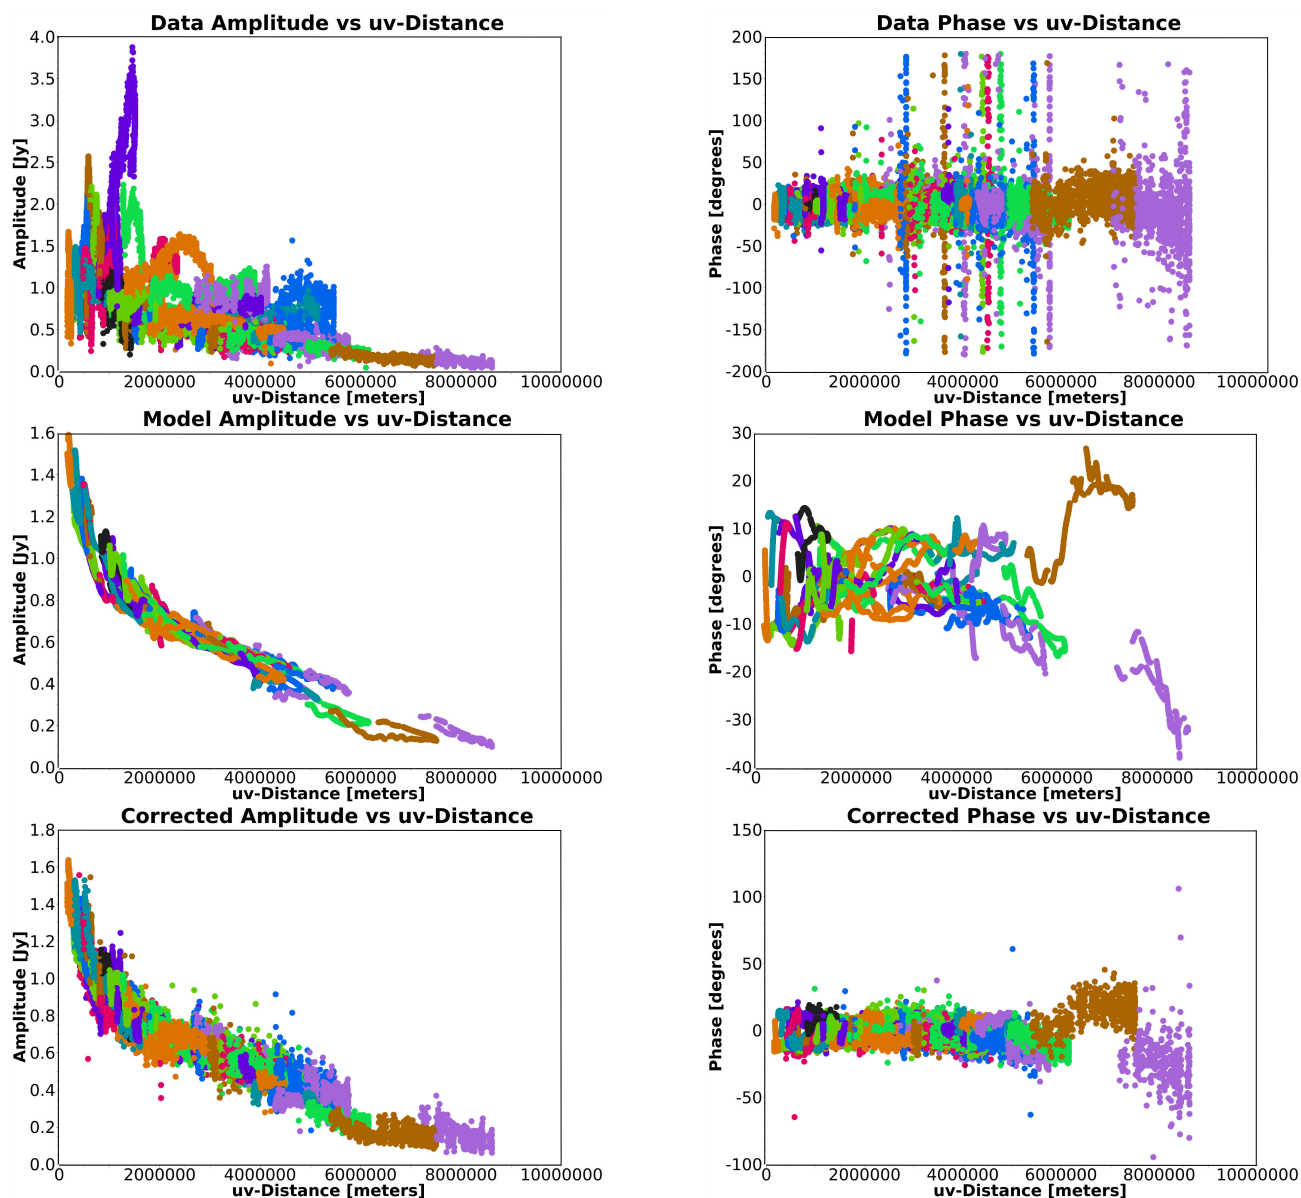 Data Amplitude vs uv-Distance
Amplitude [Jy]
4.0
3.5
3.0
2.5
2.0
1.5
1.0
0.5
0.0
0 2000000 4000000 6000000 8000000 10000000
uv-Distance [meters]
Data Phase vs uv-Distance
Phase [degrees]
200
150
100
50
0
-50
-100
-150
-200
0 2000000 4000000 6000000 8000000 10000000
uv-Distance [meters]
Model Amplitude vs uv-Distance
Amplitude [Jy]
1.6
1.4
1.2
1.0
0.8
0.6
0.4
0.2
0.0
0 2000000 4000000 6000000 8000000 10000000
uv-Distance [meters]
Model Phase vs uv-Distance
Phase [degrees]
30
20
10
0
-10
-20
-30
-40
0 2000000 4000000 6000000 8000000 10000000
uv-Distance [meters]
Corrected Amplitude vs uv-Distance
Amplitude [Jy]
1.8
1.6
1.4
1.2
1.0
0.8
0.6
0.4
0.2
0.0
0 2000000 4000000 6000000 8000000 10000000
uv-Distance [meters]
Corrected Phase vs uv-Distance
Phase [degrees]
150
100
50
0
-50
-100
0 2000000 4000000 6000000 8000000 10000000
uv-Distance [meters]